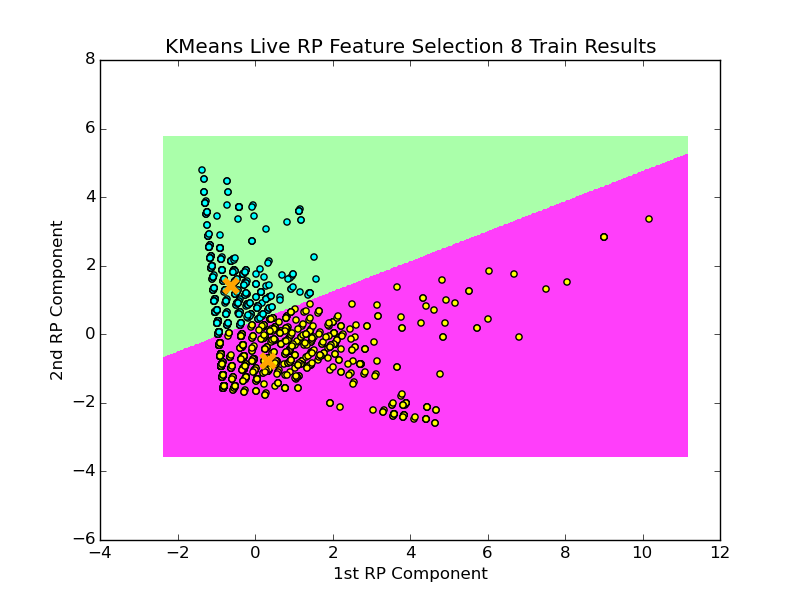 KMeans Live RP Feature Selection 8 Train Results
8
6
4
2
0
−2
−4
−6
2nd RP Component
−4 −2 0 2 4 6 8 10 12
1st RP Component